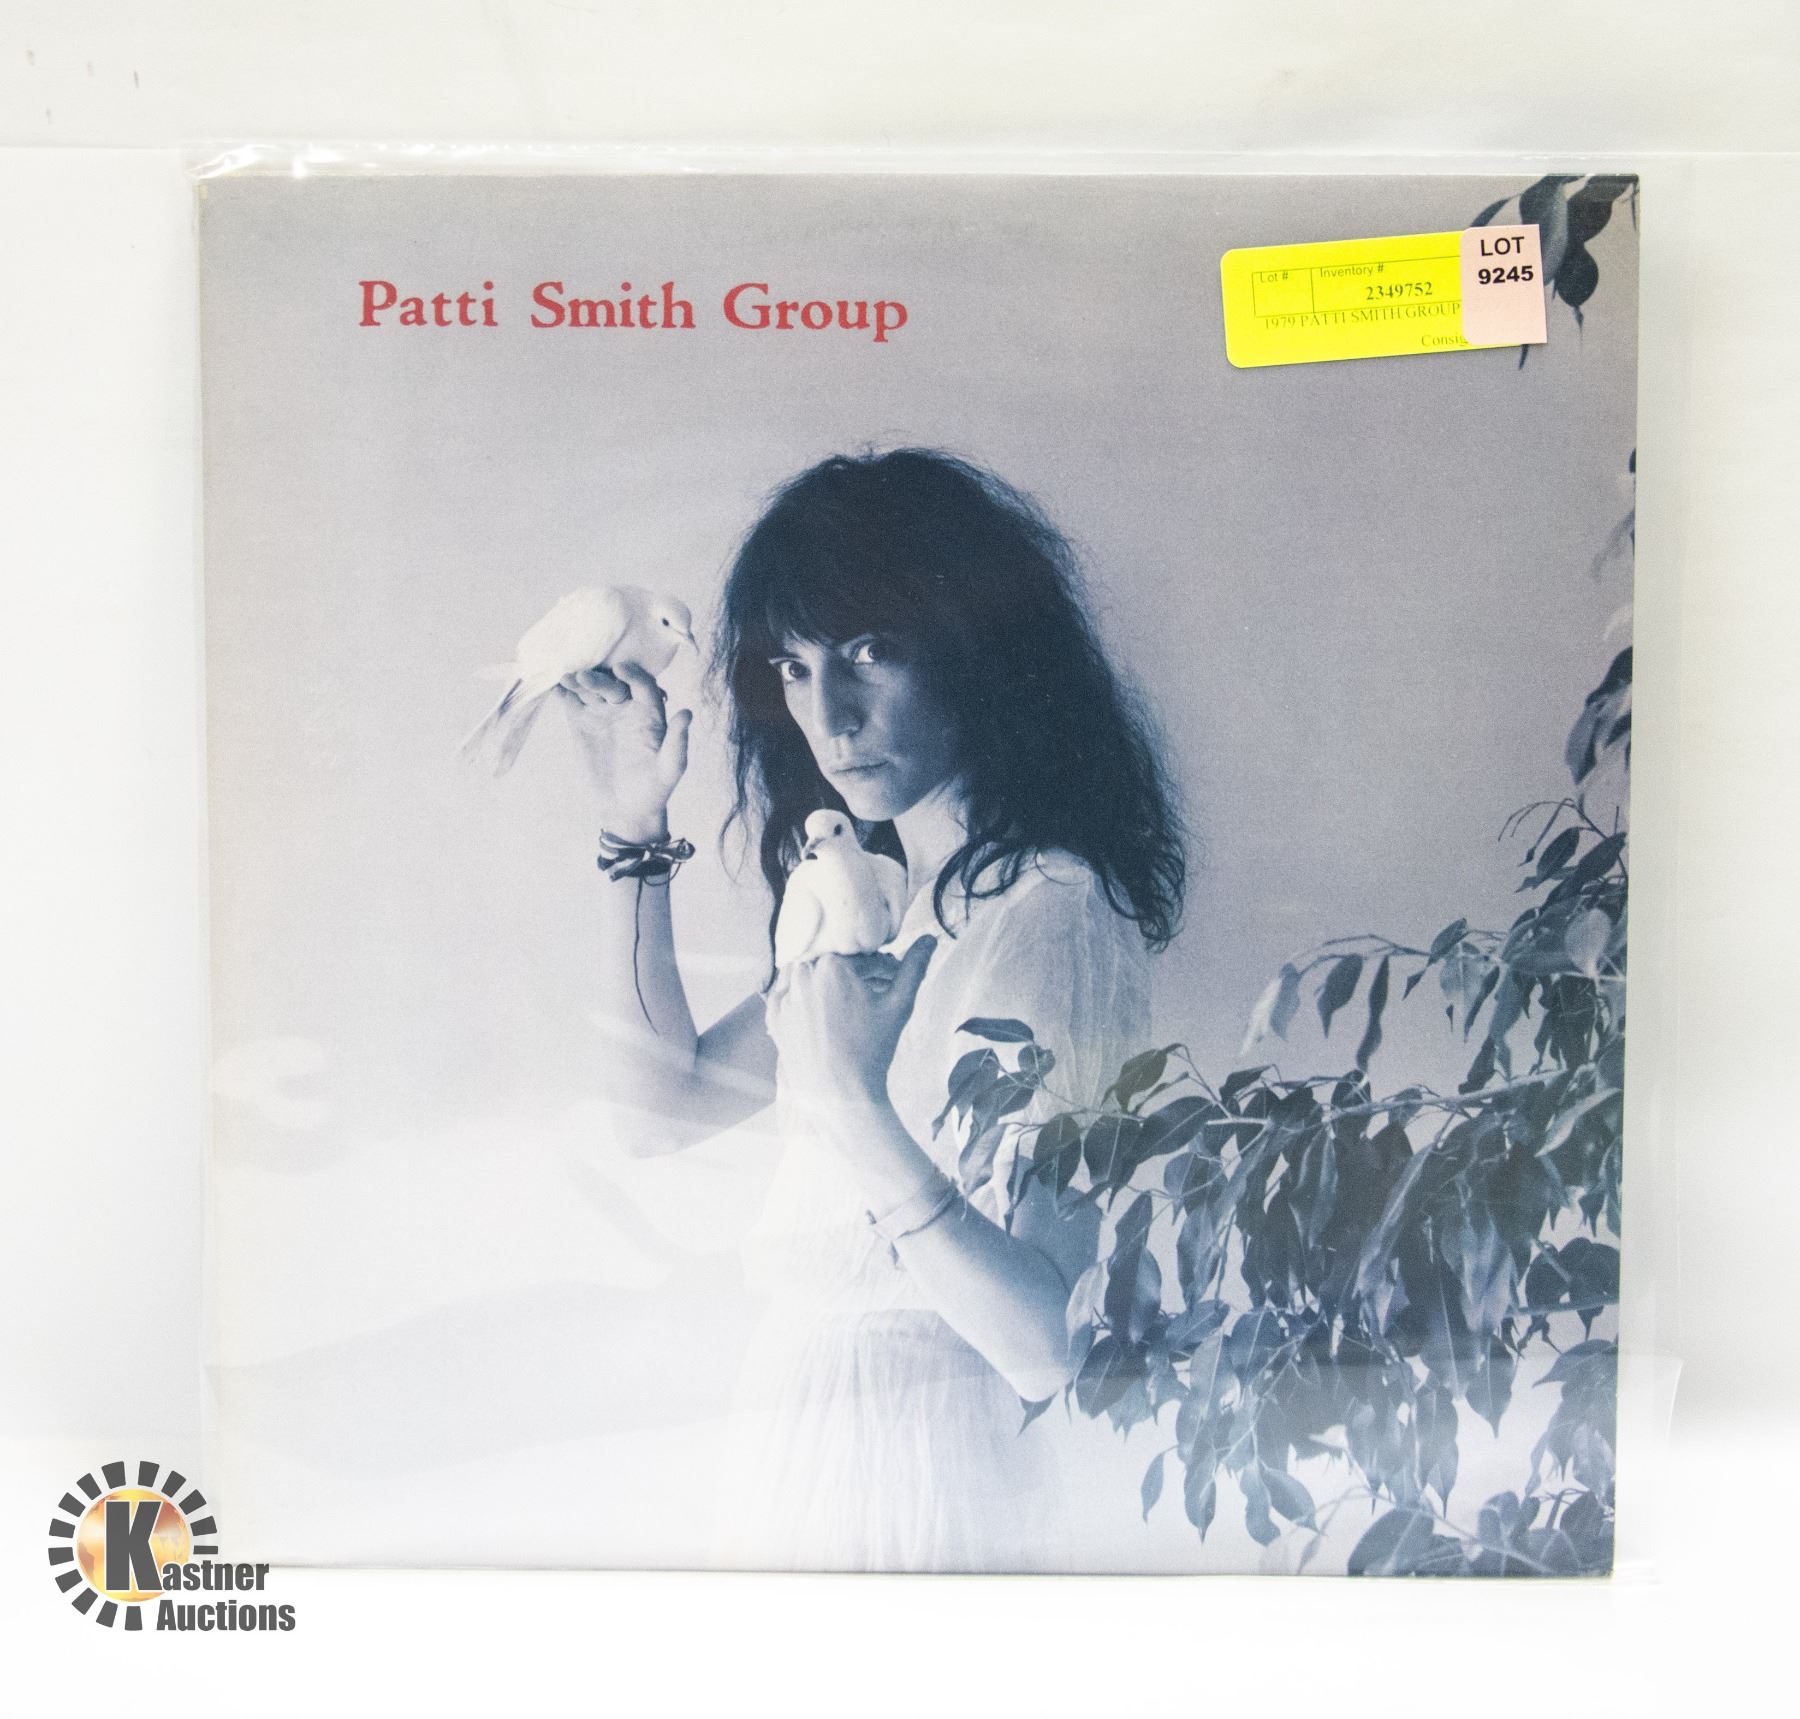 Patti Smith Group
Lot #
Inventory #
2349752
1979 PATTI SMITH GROUP
LOT
9245
Kastner
Auctions